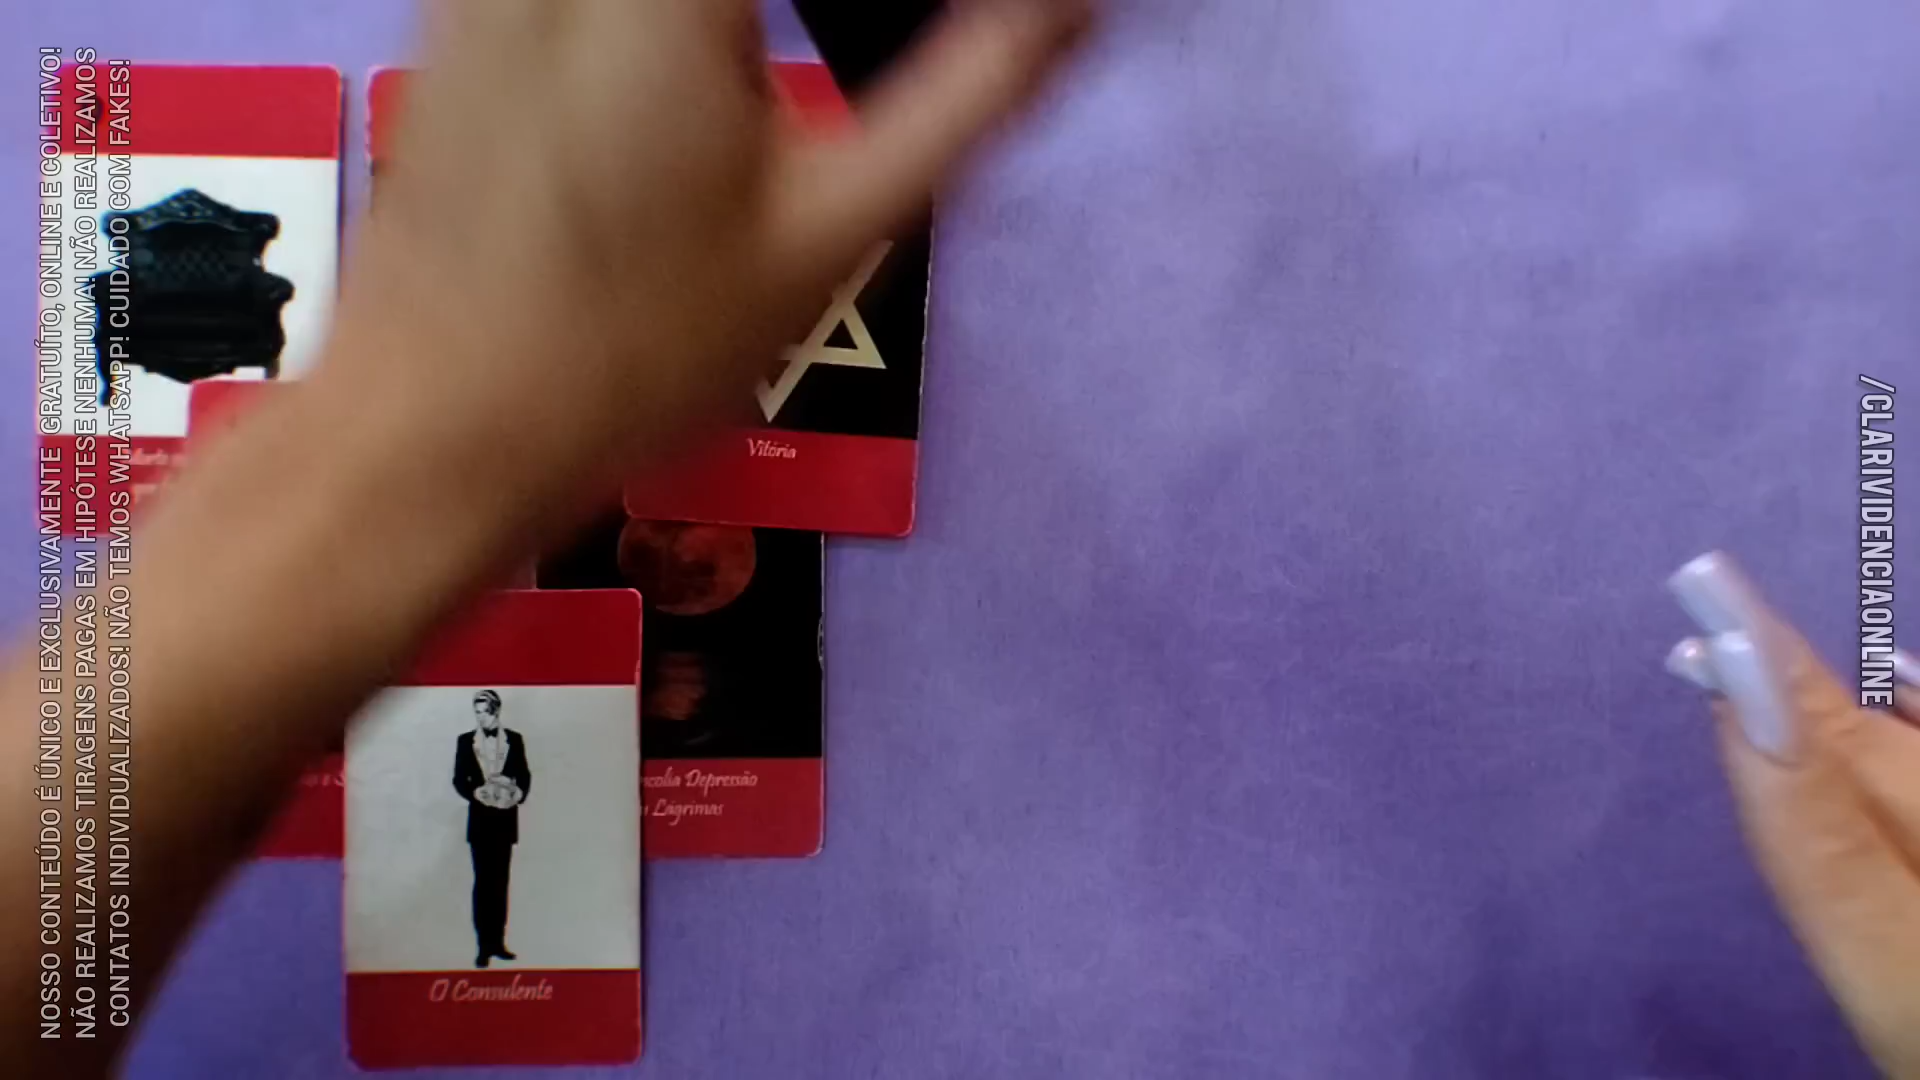 NOSSO CONTEÚDO É ÚNICO E EXCLUSIVAMENTE GRATUÍTO, ONLINE E COLETIVO!
NÃO REALIZAMOS TIRAGENS PAGAS EM HIPÓTESE NENHUMA! NÃO REALIZAMOS
CONTATOS INDIVIDUALIZADOS! NÃO TEMOS WHATSAPP! CUIDADO COM FAKES!
Vitória
Depressão
Lágrimas
O Consulente
/CLARIVIDENCIAONLINE